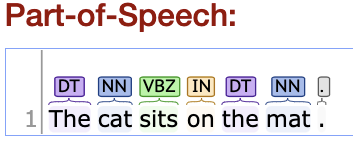 Part-of-Speech:
DT NN VBZ IN DT NN .
1 The cat sits on the mat .